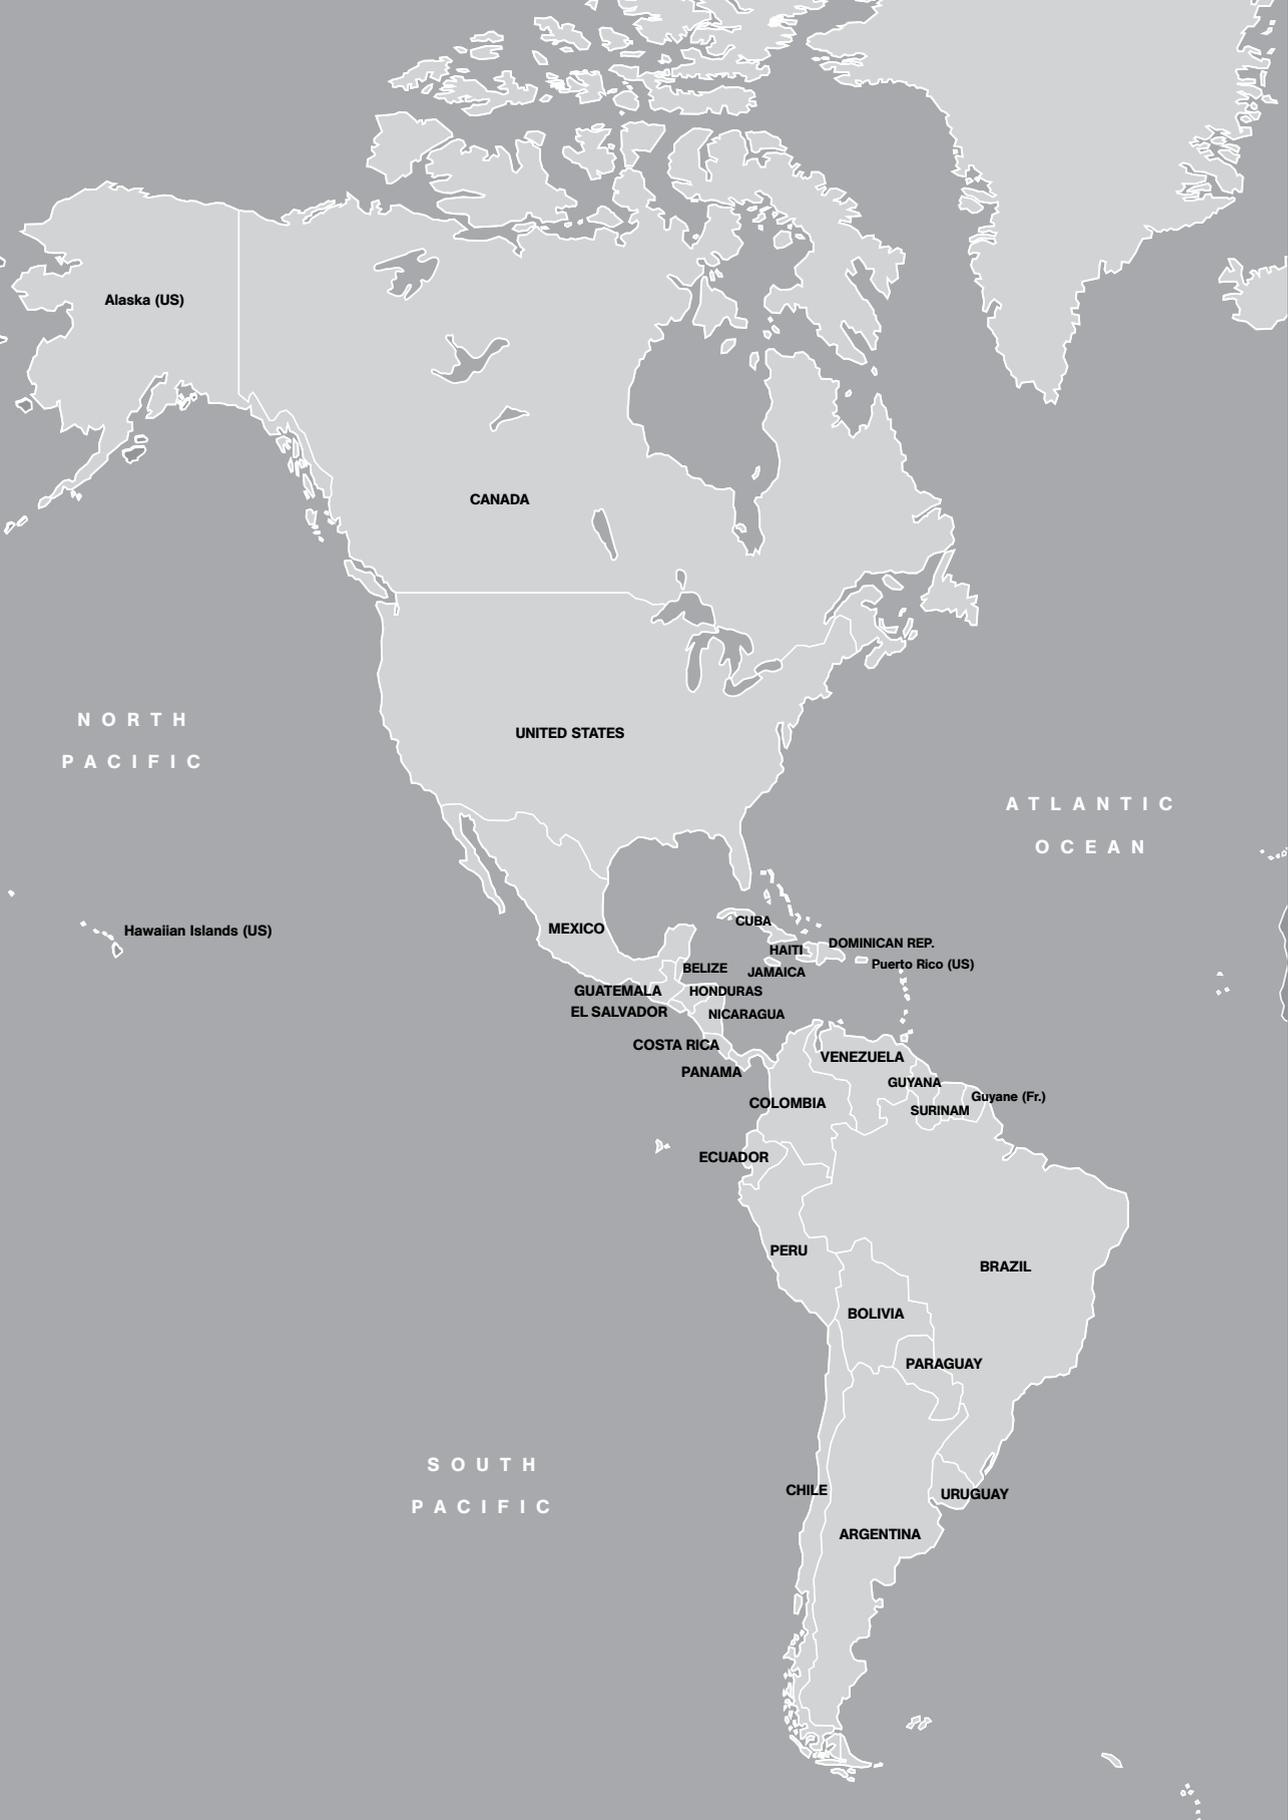 Alaska (US)
CANADA
NORTH
PACIFIC
UNITED STATES
ATLANTIC
OCEAN
Hawaiian Islands (US)
MEXICO
CUBA
HAITI
DOMINICAN REP.
Puerto Rico (US)
BELIZE
JAMAICA
GUATEMALA
HONDURAS
EL SALVADOR
NICARAGUA
COSTA RICA
PANAMA
VENEZUELA
GUYANA
Guyane (Fr.)
COLOMBIA
SURINAM
ECUADOR
PERU
BRAZIL
BOLIVIA
PARAGUAY
SOUTH
PACIFIC
CHILE
URUGUAY
ARGENTINA